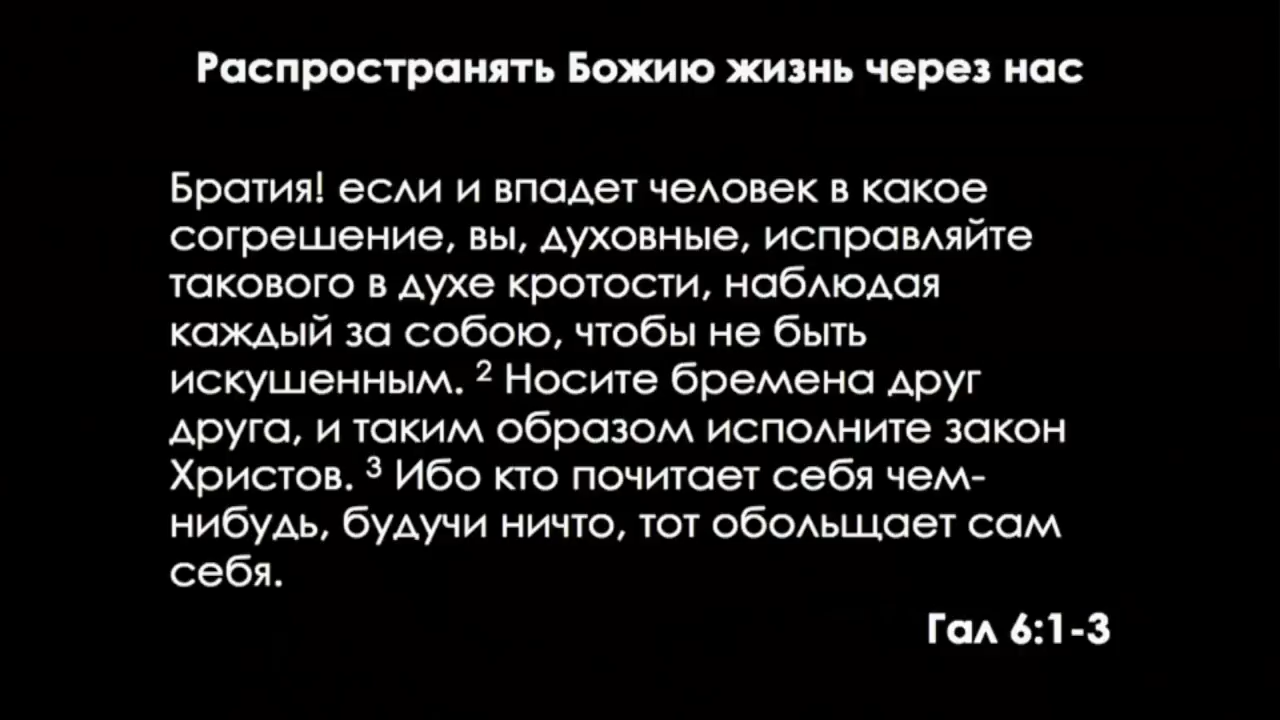 Распространять Божию жизнь через нас
Братия! если и впадет человек в какое
согрешение, вы, духовные, исправляйте
такового в духе кротости, наблюдая
каждый за собою, чтобы не быть
искушенным. ² Носите бремена друг
друга, и таким образом исполните закон
Христов. ³ Ибо кто почитает себя чем-
нибудь, будучи ничто, тот обольщает сам
себя.
Гал 6:1-3